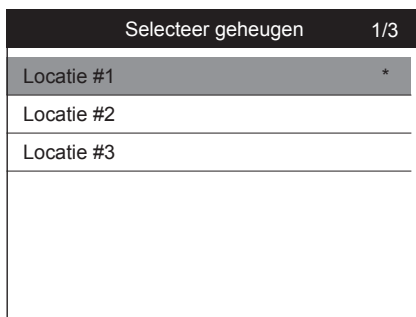 Selecteer geheugen 1/3
Locatie #1 *
Locatie #2
Locatie #3